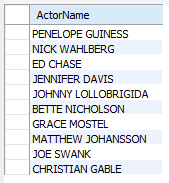 ActorName
PENELOPE GUINESS
NICK WAHLBERG
ED CHASE
JENNIFER DAVIS
JOHNNY LOLLOBRIGIDA
BETTE NICHOLSON
GRACE MOSTEL
MATTHEW JOHANSSON
JOE SWANK
CHRISTIAN GABLE